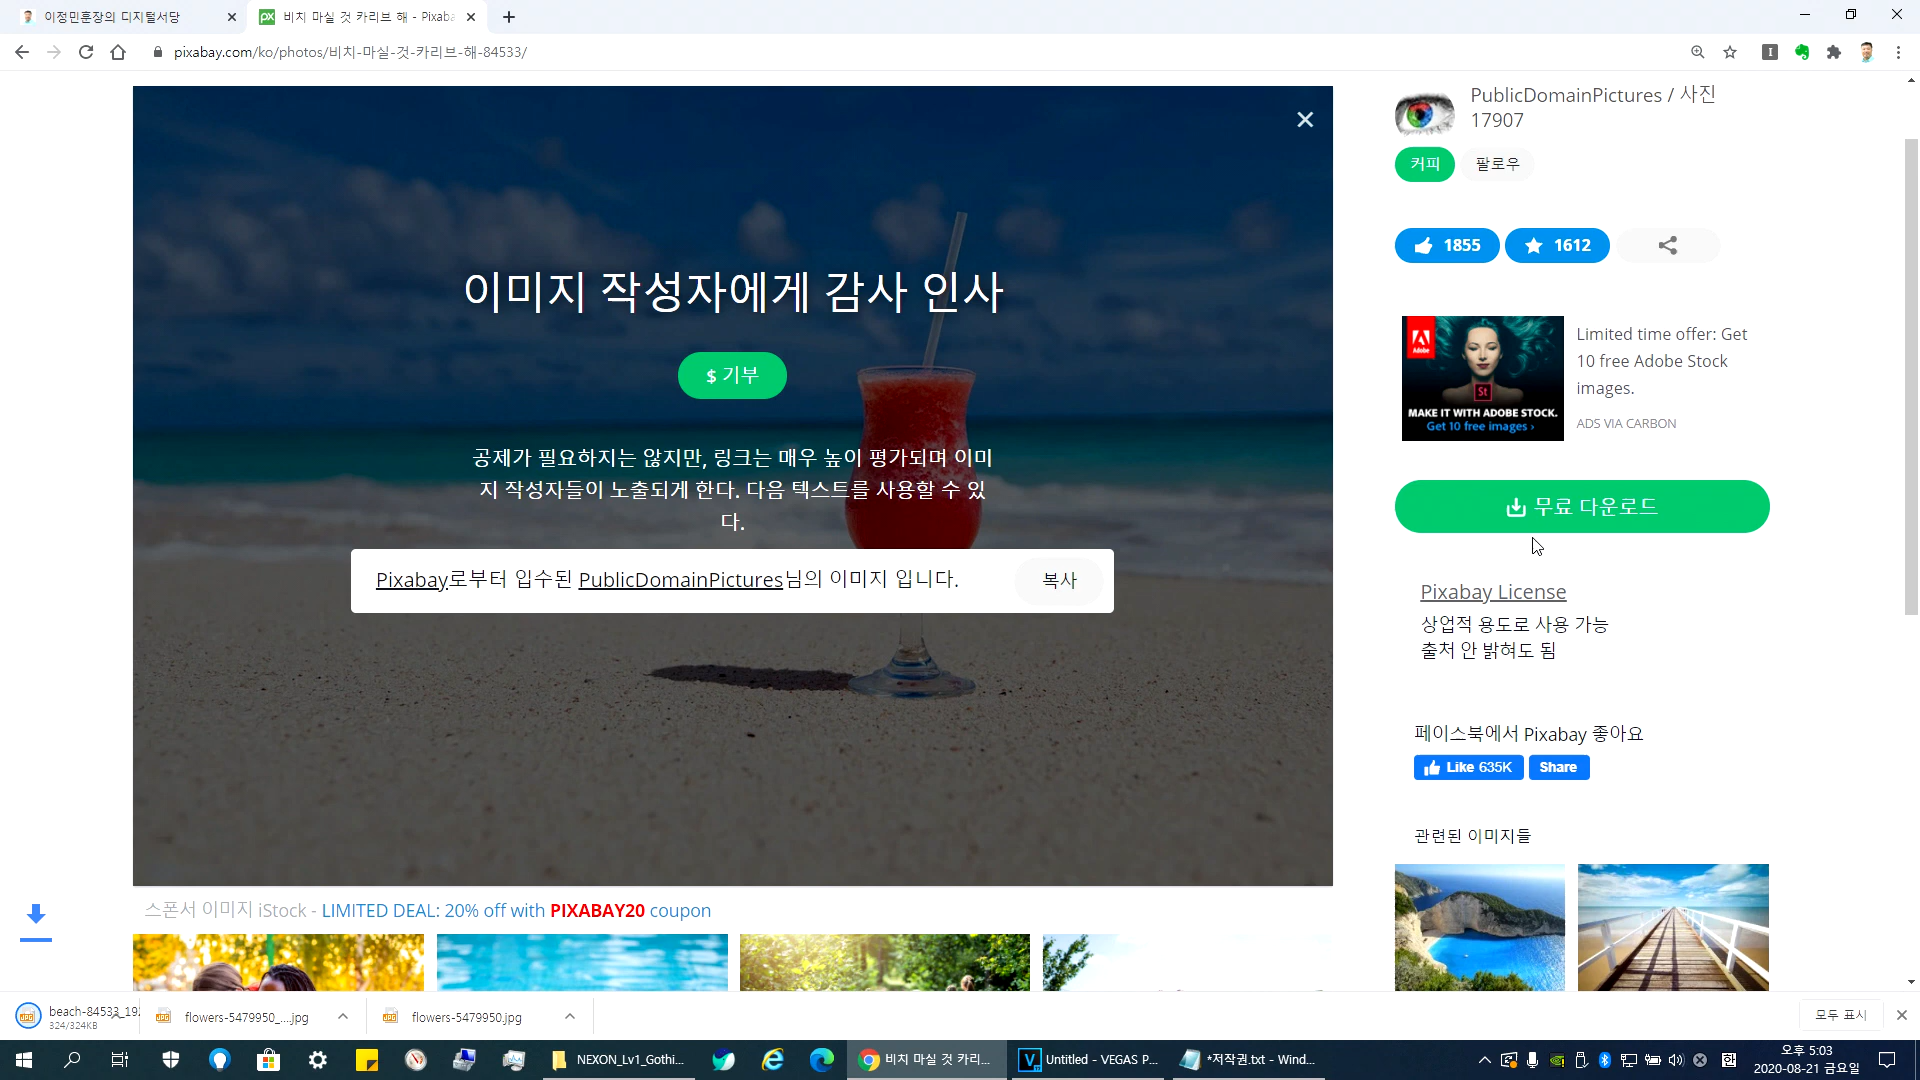 이정민훈장의 디지털서당
비치 마실 것 카리브 해 - Pixaba
pixabay.com/ko/photos/비치-마실-것-카리브-해-84533/
PublicDomainPictures / 사진
17907
커피
팔로우
1855
1612
이미지 작성자에게 감사 인사
$ 기부
공제가 필요하지는 않지만, 링크는 매우 높이 평가되며 이미
지 작성자들이 노출되게 한다. 다음 텍스트를 사용할 수 있
다.
Pixabay로부터 입수된 PublicDomainPictures님의 이미지 입니다.
복사
Adobe
St
MAKE IT WITH ADOBE STOCK.
Get 10 free images ›
Limited time offer: Get
10 free Adobe Stock
images.
ADS VIA CARBON
무료 다운로드
Pixabay License
상업적 용도로 사용 가능
출처 안 밝혀도 됨
페이스북에서 Pixabay 좋아요
Like 635K
Share
관련된 이미지들
스폰서 이미지 iStock - LIMITED DEAL: 20% off with PIXABAY20 coupon
beach-84533_192
324/324KB
flowers-5479950_....jpg
flowers-5479950.jpg
모두 표시
NEXON_Lv1_Gothi...
비치 마실 것 카리...
Untitled - VEGAS P...
*저작권.txt - Wind...
한
오후 5:03
2020-08-21 금요일